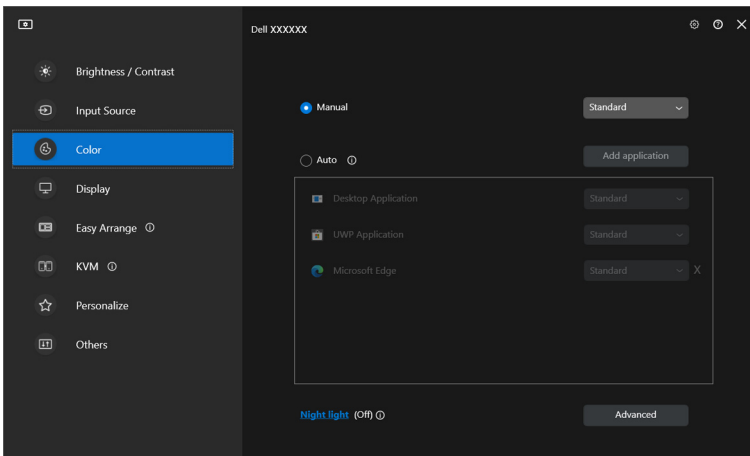 Dell XXXXXX
Brightness / Contrast
Input Source
Color
Display
Easy Arrange
KVM
Personalize
Others
Manual
Standard
Auto
Add application
Desktop Application
Standard
UWP Application
Standard
Microsoft Edge
Standard
X
Night light (Off)
Advanced